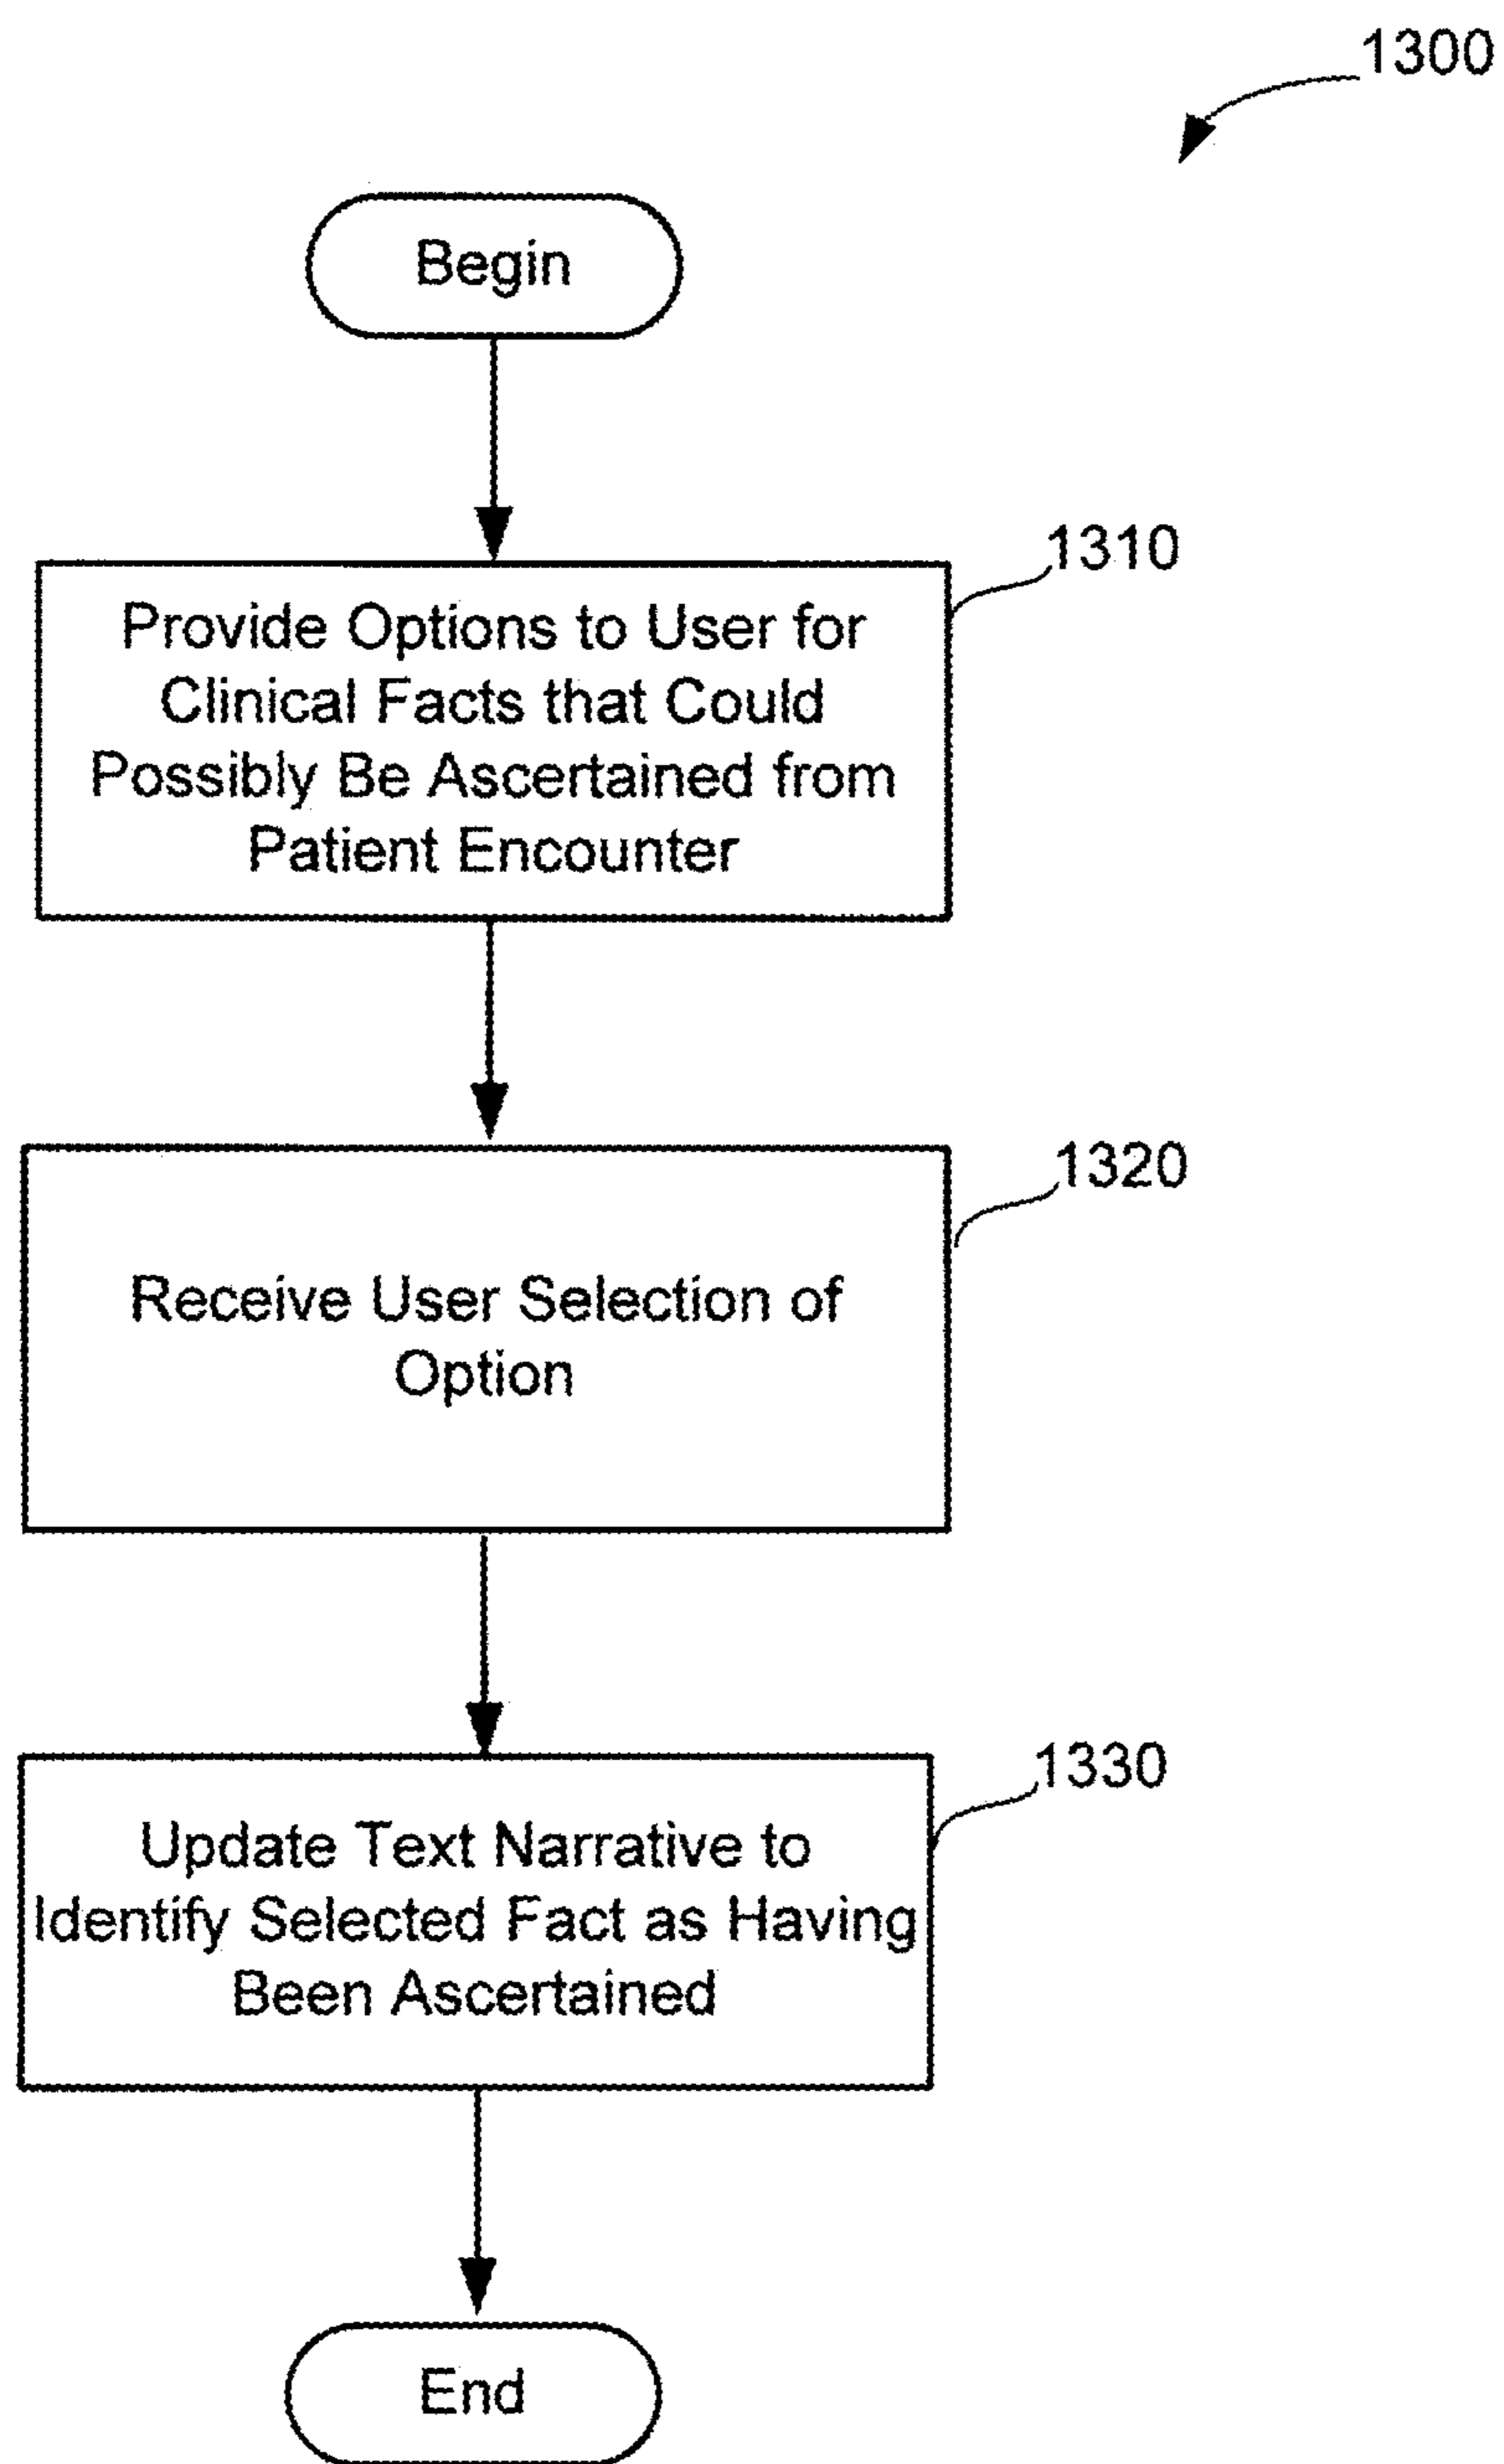 1300
Begin
1310
Provide Options to User for
Clinical Facts that Could
Possibly Be Ascertained from
Patient Encounter
1320
Receive User Selection of
Option
1330
Update Text Narrative to
Identify Selected Fact as Having
Been Ascertained
End